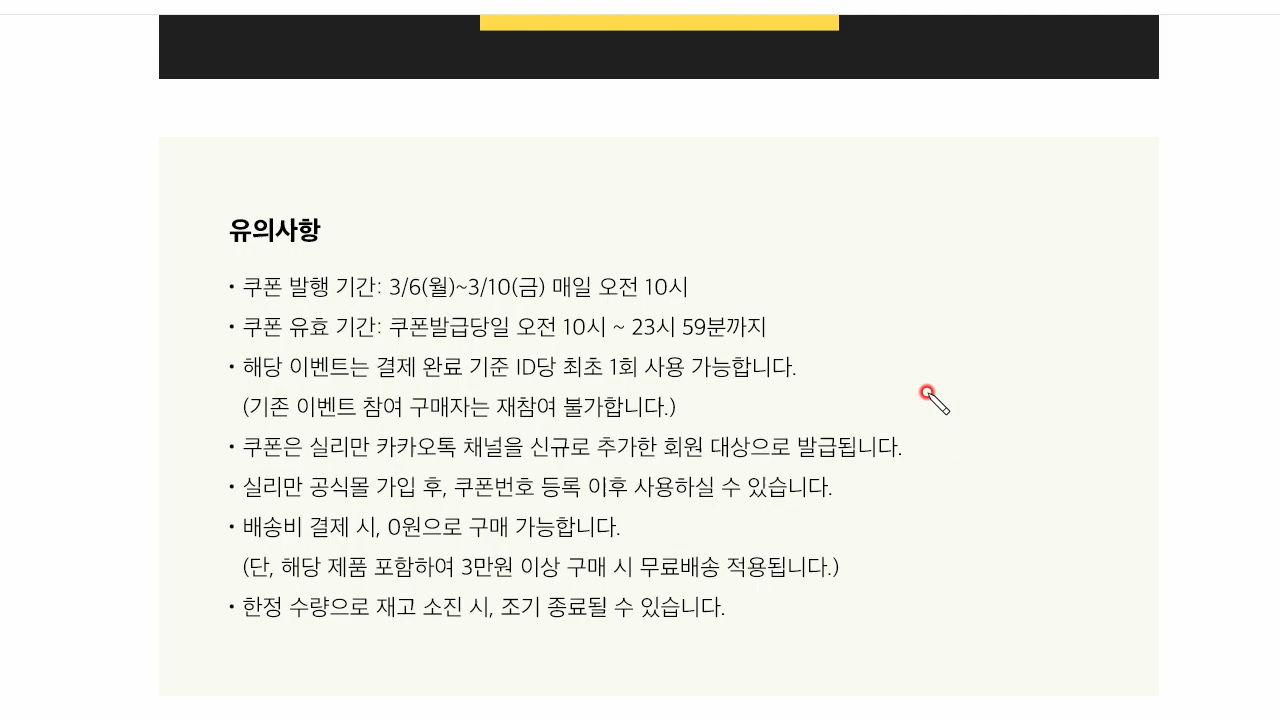 유의사항
• 쿠폰 발행 기간: 3/6(월)~3/10(금) 매일 오전 10시
• 쿠폰 유효 기간: 쿠폰발급당일 오전 10시 ~ 23시 59분까지
• 해당 이벤트는 결제 완료 기준 ID당 최초 1회 사용 가능합니다.
(기존 이벤트 참여 구매자는 재참여 불가합니다.)
• 쿠폰은 실리만 카카오톡 채널을 신규로 추가한 회원 대상으로 발급됩니다.
• 실리만 공식몰 가입 후, 쿠폰번호 등록 이후 사용하실 수 있습니다.
• 배송비 결제 시, 0원으로 구매 가능합니다.
(단, 해당 제품 포함하여 3만원 이상 구매 시 무료배송 적용됩니다.)
• 한정 수량으로 재고 소진 시, 조기 종료될 수 있습니다.